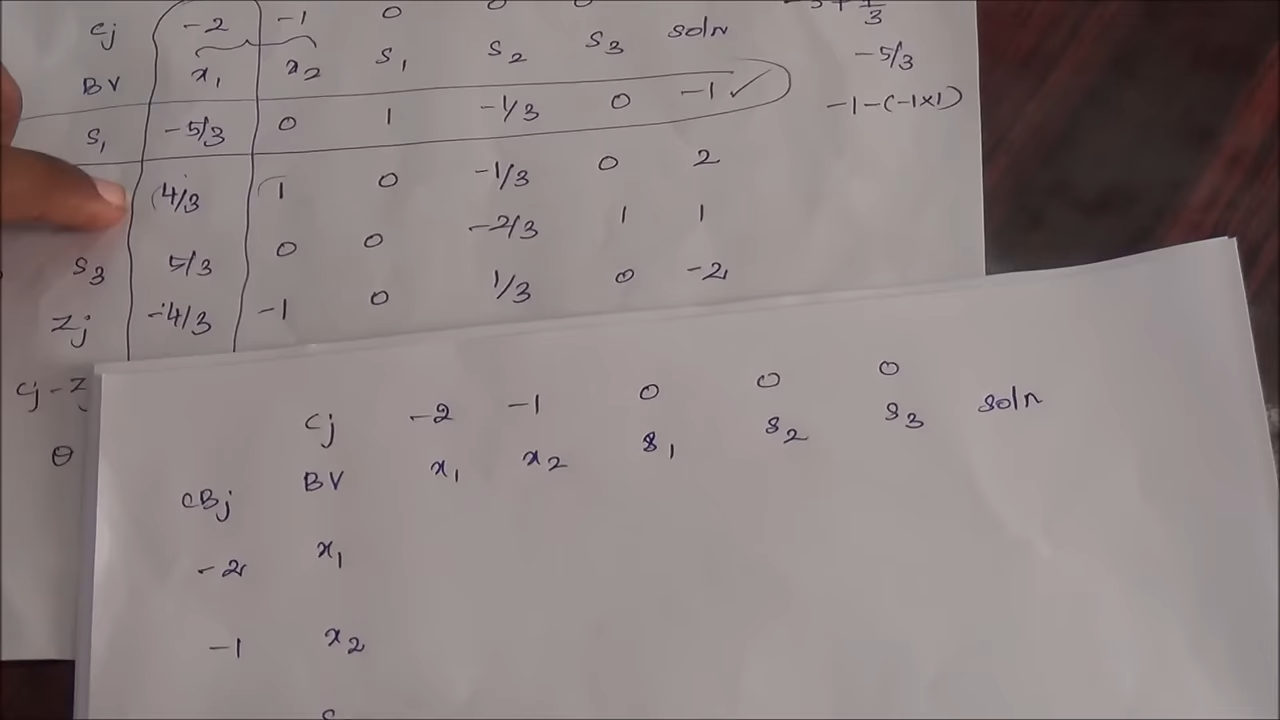 Cj -2 -1 0 0 0
BV x1 x2 S1 S2 S3 soln
S1 -5/3 0 1 -1/3 0 -1 ✓
4/3 1 0 -1/3 0 2
S3 5/3 0 0 -2/3 1 1
Zj -4/3 -1 0 1/3 0 -2
Cj - Z
θ
-5/3
-1-(-1×1)
Cj -2 -1 0 0 0
CBj BV x1 x2 S1 S2 S3 soln
-2 x1
-1 x2